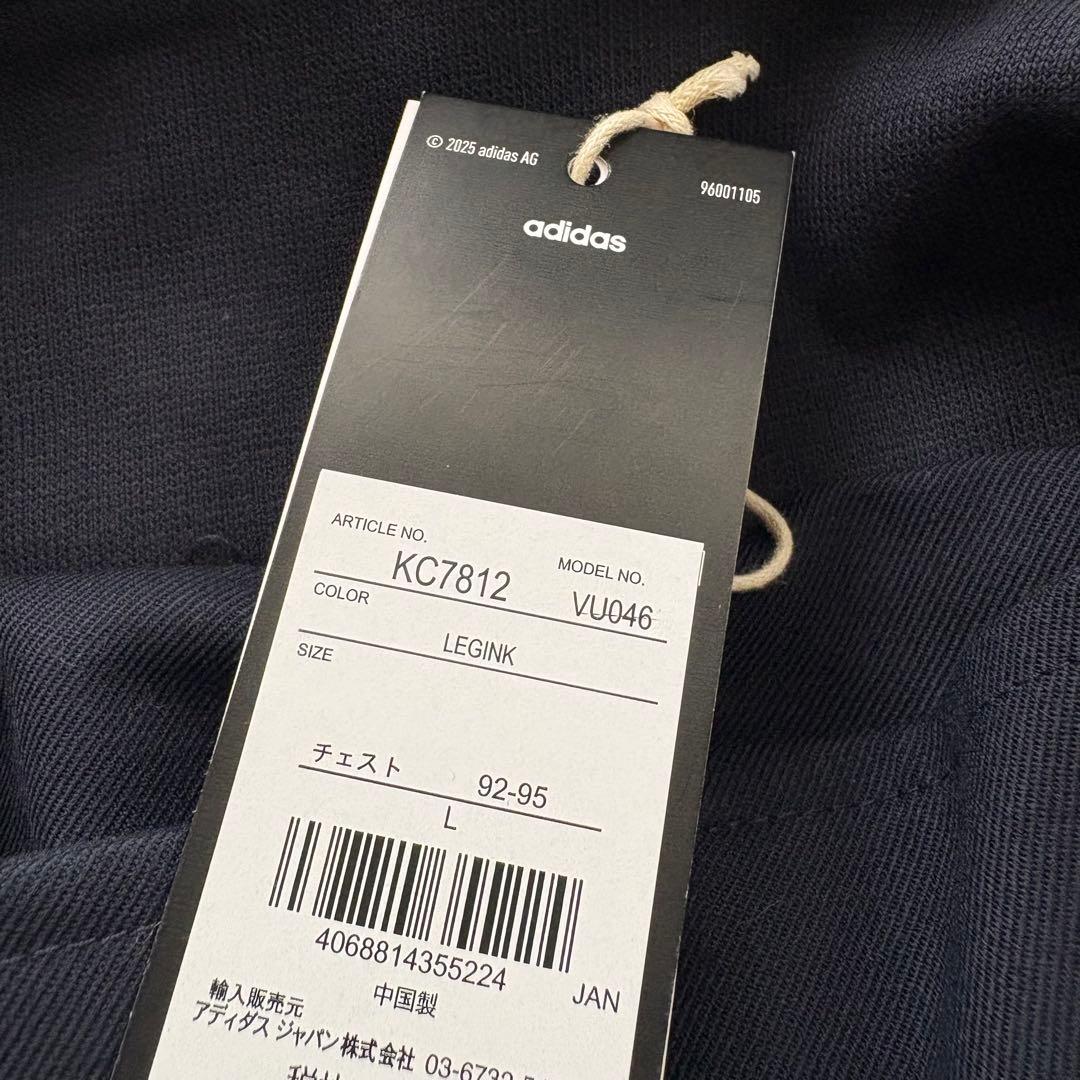 © 2025 adidas AG
96001105
adidas
ARTICLE NO.
KC7812
MODEL NO.
VU046
COLOR
LEGINK
SIZE
チェスト 92-95
L
4068814355224
中国製
JAN
輸入販売元
アディダス ジャパン株式会社 03-6732-